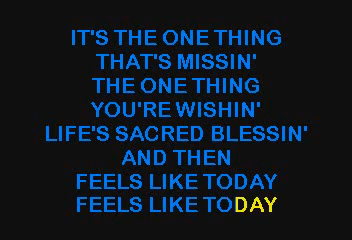 IT'S THE ONE THING
THAT'S MISSIN'
THE ONE THING
YOU'RE WISHIN'
LIFE'S SACRED BLESSIN'
AND THEN
FEELS LIKE TODAY
FEELS LIKE TODAY